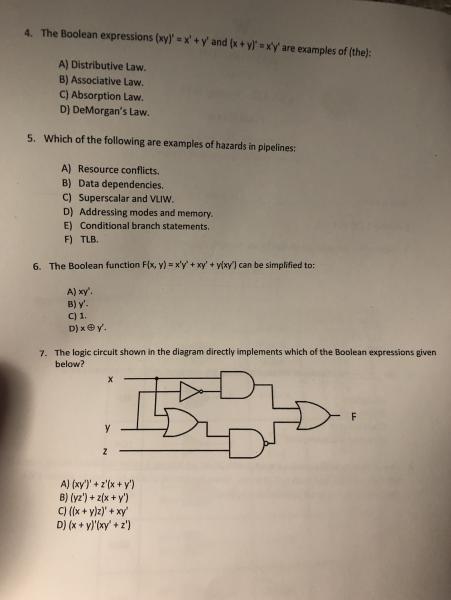 4. The Boolean expressions (xy)' = x' + y' and (x + y)' = x'y' are examples of (the):
A) Distributive Law.
B) Associative Law.
C) Absorption Law.
D) DeMorgan's Law.
5. Which of the following are examples of hazards in pipelines:
A) Resource conflicts.
B) Data dependencies.
C) Superscalar and VLIW.
D) Addressing modes and memory.
E) Conditional branch statements.
F) TLB.
6. The Boolean function F(x, y) = x'y' + xy' + y(xy') can be simplified to:
A) xy'.
B) y'.
C) 1.
D) x ⊕ y'.
7. The logic circuit shown in the diagram directly implements which of the Boolean expressions given
below?
x
F
y
z
A) (xy')' + z'(x + y')
B) (yz') + z(x + y')
C) ((x + y)z)' + xy'
D) (x + y)'(xy' + z')